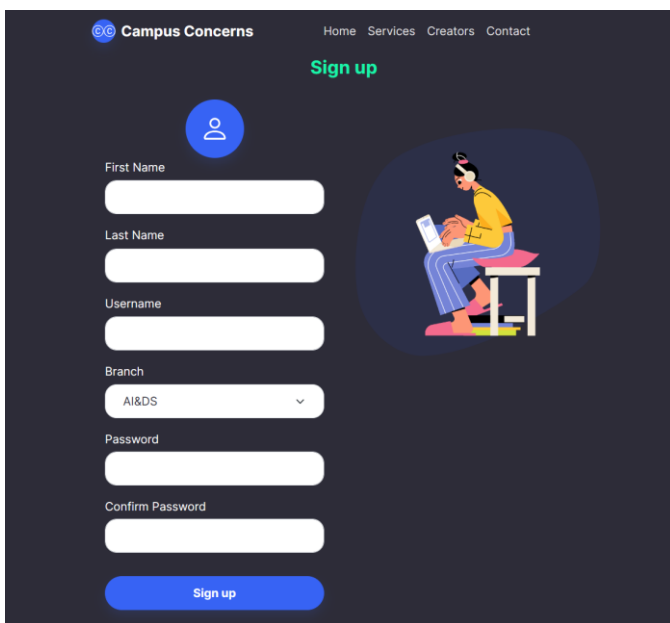 ©© Campus Concerns Home Services Creators Contact
Sign up
First Name
Last Name
Username
Branch
AI&DS
Password
Confirm Password
Sign up